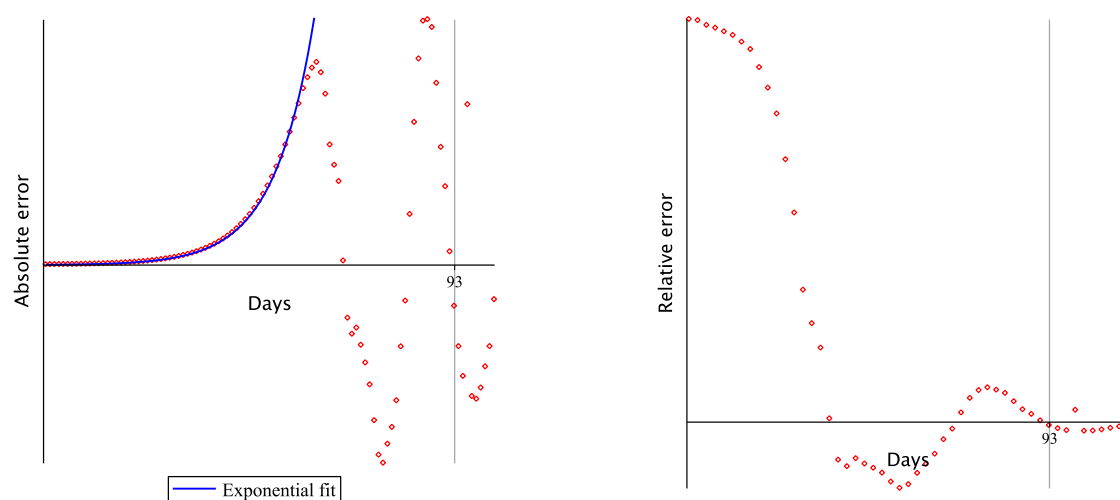 Absolute error
93
Days
Exponential fit
Relative error
93
Days